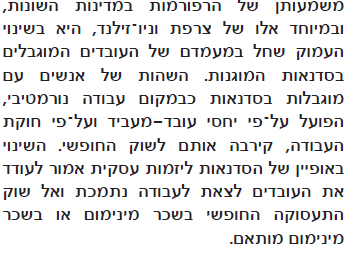 משמעותן של הרפורמות במדינות השונות,
ובמיוחד אלו של צרפת וניו־זילנד, היא בשינוי
העמוק שחל במעמדם של העובדים המוגבלים
בסדנאות המוגנות. השהות של אנשים עם
מוגבלות בסדנאות כבמקום עבודה נורמטיבי,
הפועל על־פי יחסי עובד–מעביד ועל־פי חוקת
העבודה, קירבה אותם לשוק החופשי. השינוי
באופיין של הסדנאות ליזמות עסקית אמור לעודד
את העובדים לצאת לעבודה נתמכת ואל שוק
התעסוקה החופשי בשכר מינימום או בשכר
מינימום מותאם.